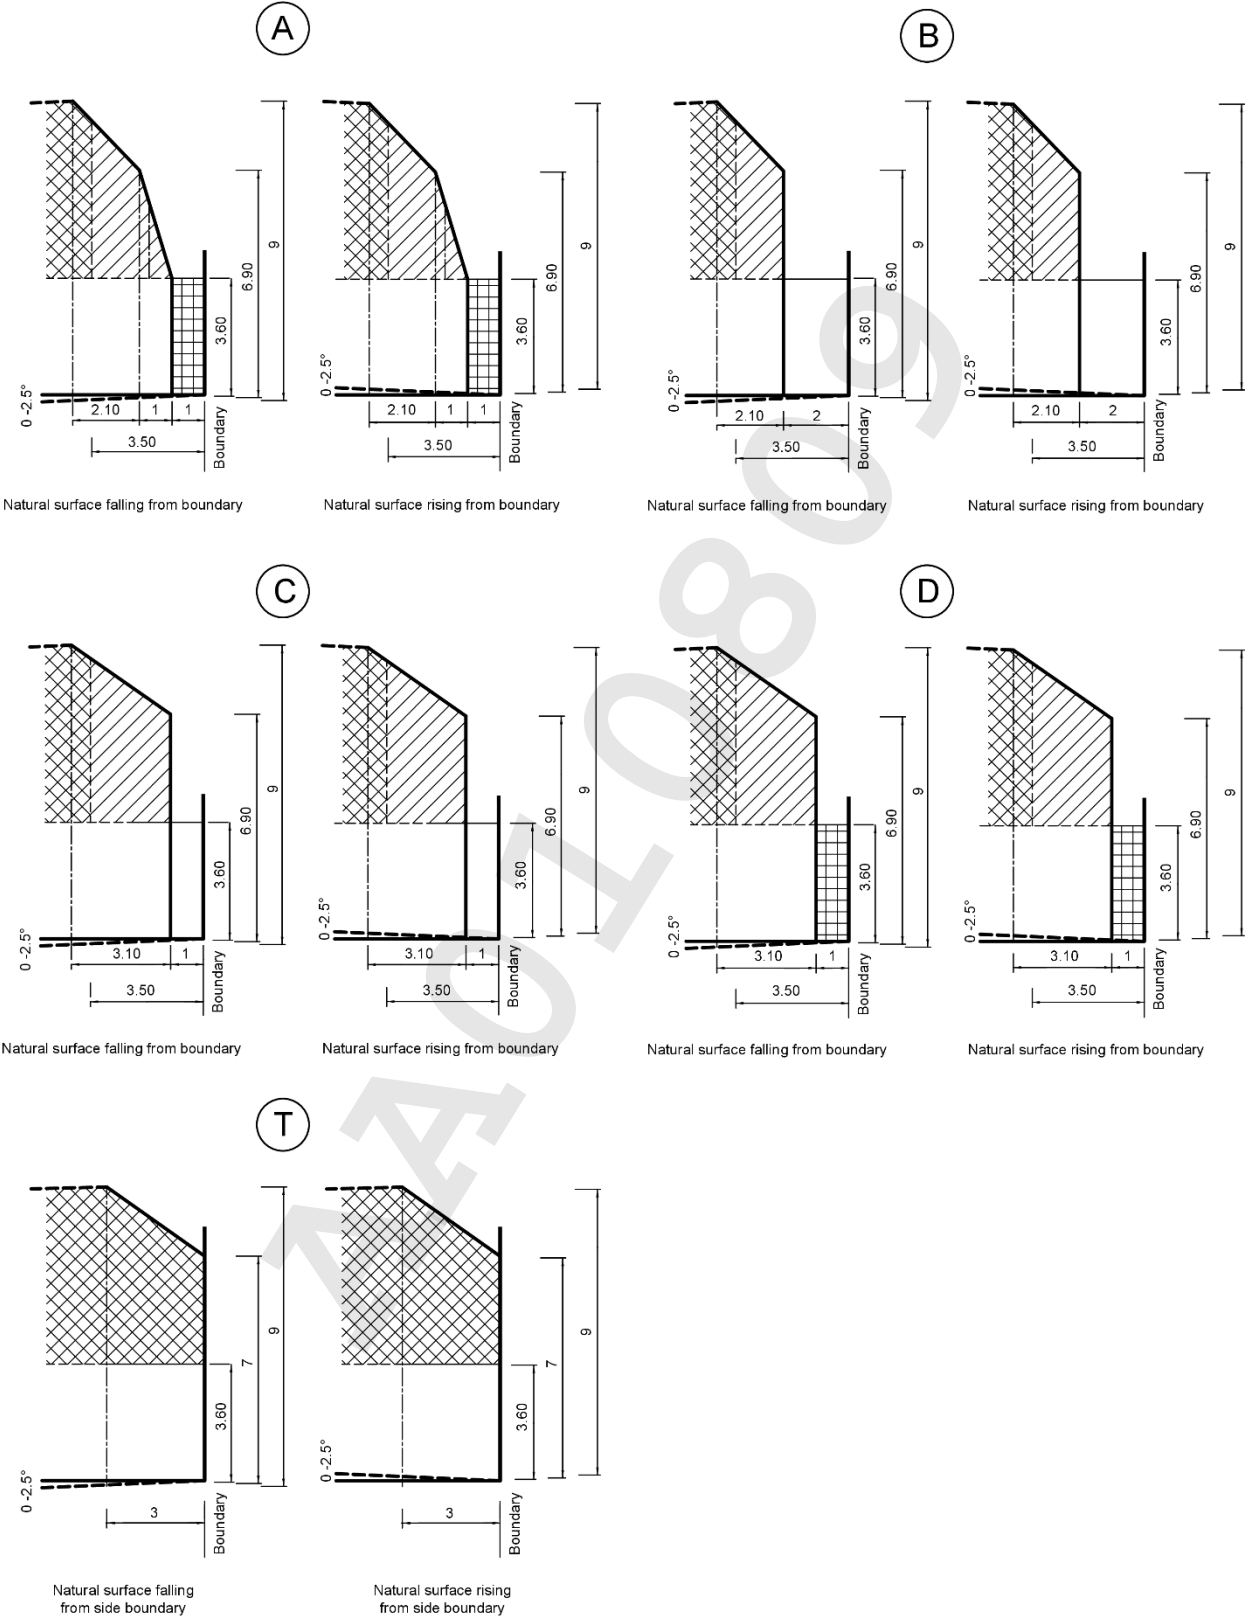 A
B
9
6.90
3.60
0 -2.5°
2.10
1
1
3.50
Boundary
9
6.90
3.60
0 -2.5°
2.10
1
1
3.50
Boundary
9
6.90
3.60
0 -2.5°
2.10
2
3.50
Boundary
9
6.90
3.60
0 -2.5°
2.10
2
3.50
Boundary
Natural surface falling from boundary
Natural surface rising from boundary
Natural surface falling from boundary
Natural surface rising from boundary
C
D
9
6.90
3.60
0 -2.5°
3.10
1
3.50
Boundary
9
6.90
3.60
0 -2.5°
3.10
1
3.50
Boundary
9
6.90
3.60
0 -2.5°
3.10
1
3.50
Boundary
9
6.90
3.60
0 -2.5°
3.10
1
3.50
Boundary
Natural surface falling from boundary
Natural surface rising from boundary
Natural surface falling from boundary
Natural surface rising from boundary
T
9
7
3.60
0 -2.5°
3
Boundary
9
7
3.60
0 -2.5°
3
Boundary
Natural surface falling
from side boundary
Natural surface rising
from side boundary
AA010809